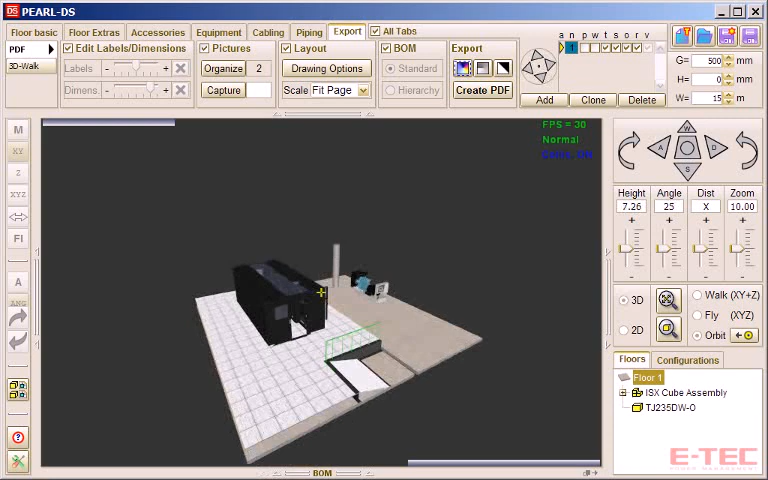 PEARL-DS
Floor basic Floor Extras Accessories Equipment Cabling Piping Export All Tabs
PDF
3D-Walk
Edit Labels/Dimensions
Labels - +
Dimens. - +
Pictures
Organize 2
Capture
Layout
Drawing Options
Scale Fit Page
BOM
Standard
Hierarchy
Export
Create PDF
a n p w t s o r v
1
Add Clone Delete
G= 500 mm
H= 0 mm
W= 15 m
M
XY
Z
XYZ
FI
A
ANG
FPS = 30
Normal
W
A D
S
Height Angle Dist Zoom
7.26 25 X 10.00
+ + + +
- - - -
3D
2D
Walk (XY+Z)
Fly (XYZ)
Orbit
Floors Configurations
Floor 1
ISX Cube Assembly
TJ235DW-O
E-TEC
POWER MANAGEMENT
BOM